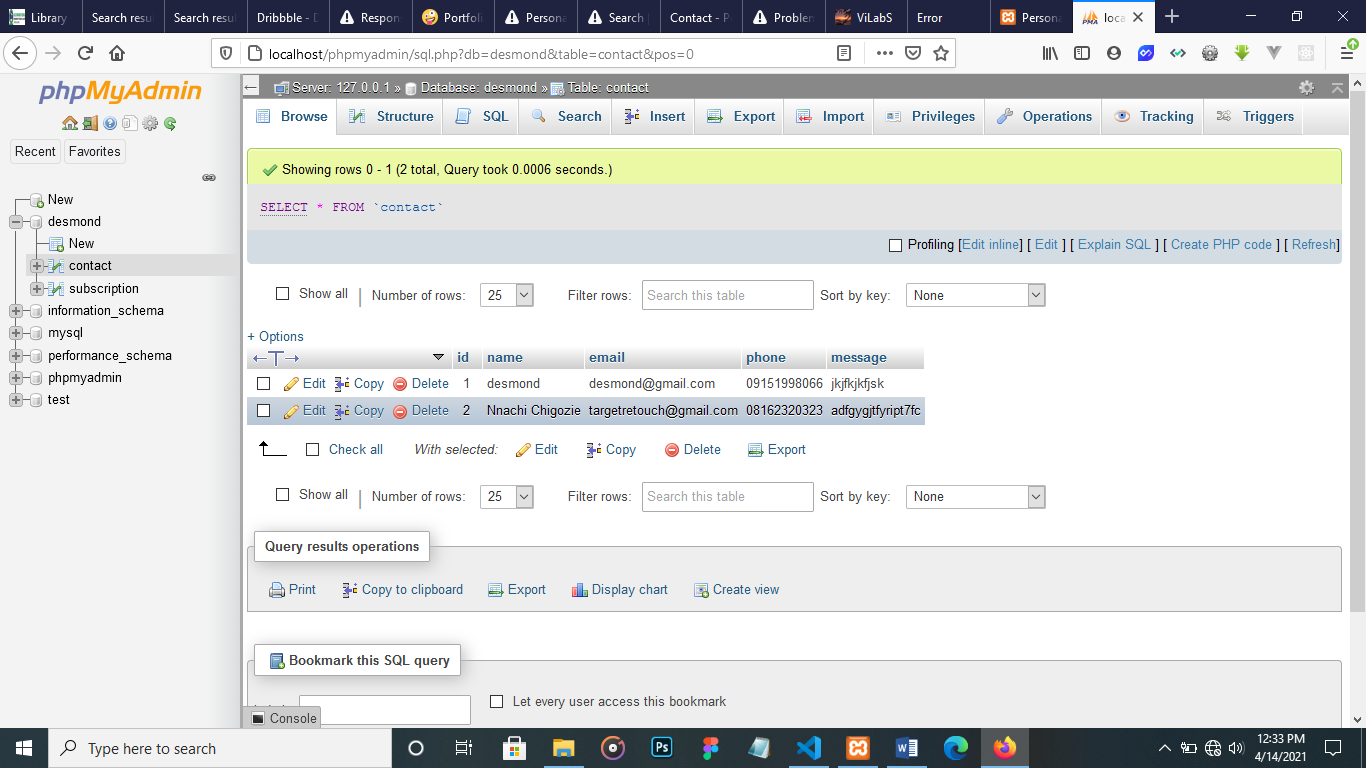 Library Search resul Search resul Dribbble - D Respon Portfoli Persona Search | Contact - Po Problem ViLabS Error Persona loca
localhost/phpmyadmin/sql.php?db=desmond&table=contact&pos=0
phpMyAdmin
Recent Favorites
New
desmond
New
contact
subscription
information_schema
mysql
performance_schema
phpmyadmin
test
Server: 127.0.0.1 » Database: desmond » Table: contact
Browse Structure SQL Search Insert Export Import Privileges Operations Tracking Triggers
Showing rows 0 - 1 (2 total, Query took 0.0006 seconds.)
SELECT * FROM `contact`
Profiling [Edit inline] [ Edit ] [ Explain SQL ] [ Create PHP code ] [ Refresh]
Show all Number of rows: 25 Filter rows: Search this table Sort by key: None
+ Options
←T→ id name email phone message
Edit Copy Delete 1 desmond desmond@gmail.com 09151998066 jkjfkjkfjsk
Edit Copy Delete 2 Nnachi Chigozie targetretouch@gmail.com 08162320323 adfgygjtfyript7fc
Check all With selected: Edit Copy Delete Export
Show all Number of rows: 25 Filter rows: Search this table Sort by key: None
Query results operations
Print Copy to clipboard Export Display chart Create view
Bookmark this SQL query
Let every user access this bookmark
Console
Type here to search
Ps
12:33 PM
4/14/2021